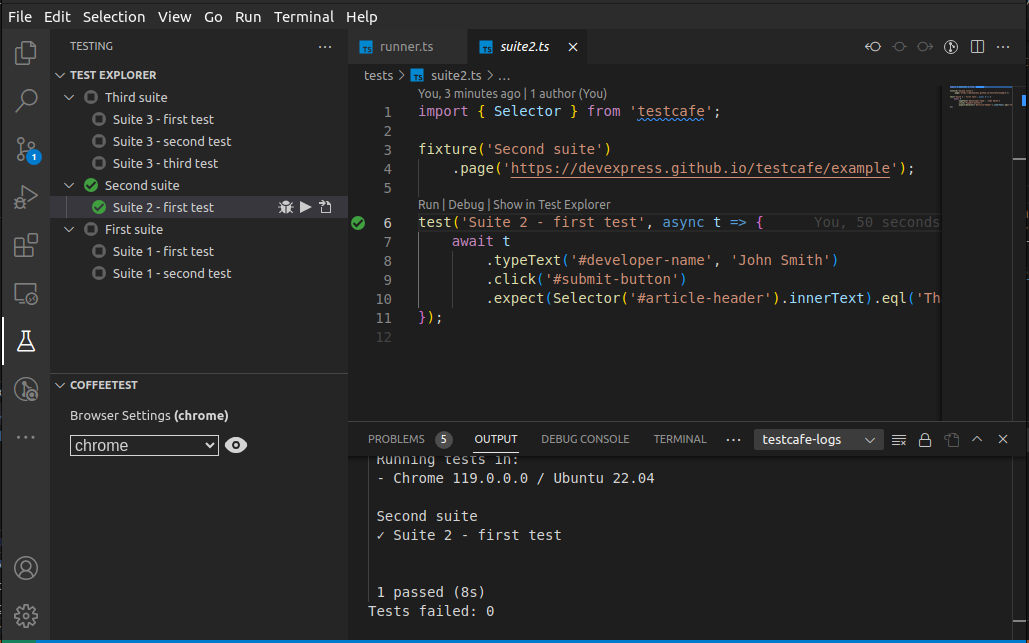 File Edit Selection View Go Run Terminal Help
TESTING
TEST EXPLORER
Third suite
Suite 3 - first test
Suite 3 - second test
Suite 3 - third test
1
Second suite
Suite 2 - first test
First suite
Suite 1 - first test
Suite 1 - second test
COFFEETEST
Browser Settings (chrome)
chrome
TS runner.ts TS suite2.ts
tests > TS suite2.ts > ...
You, 3 minutes ago | 1 author (You)
1 import { Selector } from 'testcafe';
2
3 fixture('Second suite')
4 .page('https://devexpress.github.io/testcafe/example');
5
Run | Debug | Show in Test Explorer
6 test('Suite 2 - first test', async t => { You, 50 seconds
7 await t
8 .typeText('#developer-name', 'John Smith')
9 .click('#submit-button')
10 .expect(Selector('#article-header').innerText).eql('Th
11 });
12
PROBLEMS 5 OUTPUT DEBUG CONSOLE TERMINAL ... testcafe-logs
Running tests in:
- Chrome 119.0.0.0 / Ubuntu 22.04
Second suite
✓ Suite 2 - first test
1 passed (8s)
Tests failed: 0